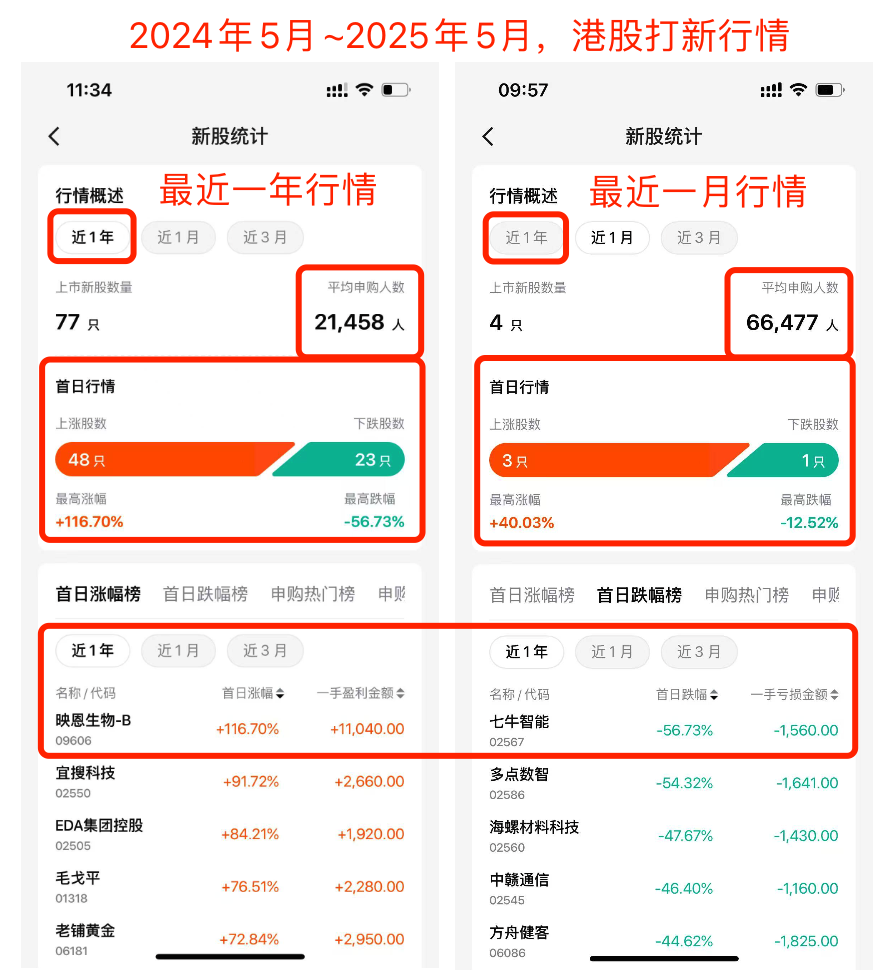 2024年5月~2025年5月，港股打新行情
11:34
新股统计
行情概述
最近一年行情
近1年
近1月
近3月
上市新股数量
平均申购人数
77 只
21,458 人
首日行情
上涨股数
下跌股数
48只
23只
最高涨幅
最高跌幅
+116.70%
-56.73%
首日涨幅榜
首日跌幅榜
申购热门榜
申购
近1年
近1月
近3月
名称/代码
首日涨幅
一手盈利金额
映恩生物-B
+116.70%
+11,040.00
09606
宜搜科技
+91.72%
+2,660.00
02550
EDA集团控股
+84.21%
+1,920.00
02505
毛戈平
+76.51%
+2,280.00
01318
老铺黄金
+72.84%
+2,950.00
06181
09:57
新股统计
行情概述
最近一月行情
近1年
近1月
近3月
上市新股数量
平均申购人数
4 只
66,477 人
首日行情
上涨股数
下跌股数
3只
1只
最高涨幅
最高跌幅
+40.03%
-12.52%
首日涨幅榜
首日跌幅榜
申购热门榜
申购
近1年
近1月
近3月
名称/代码
首日跌幅
一手亏损金额
七牛智能
-56.73%
-1,560.00
02567
多点数智
-54.32%
-1,641.00
02586
海螺材料科技
-47.67%
-1,430.00
02560
中赣通信
-46.40%
-1,160.00
02545
方舟健客
-44.62%
-1,825.00
06086